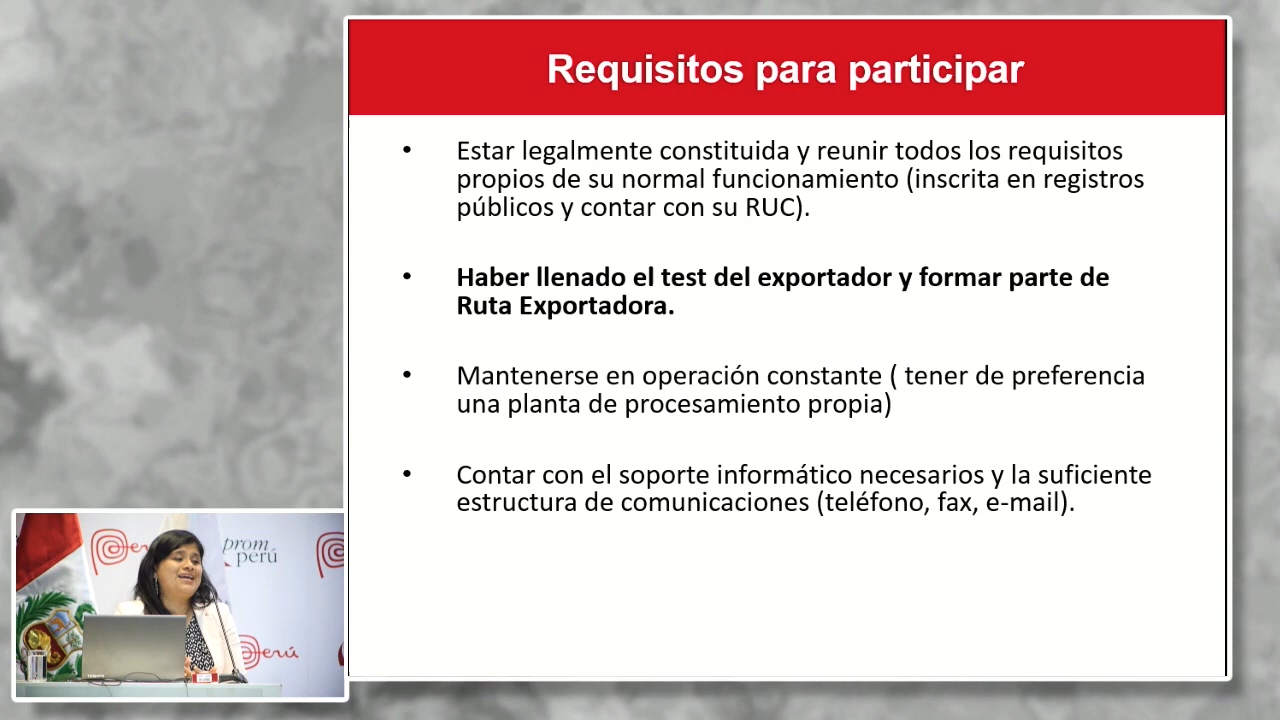 Requisitos para participar
• Estar legalmente constituida y reunir todos los requisitos
propios de su normal funcionamiento (inscrita en registros
públicos y contar con su RUC).
• Haber llenado el test del exportador y formar parte de
Ruta Exportadora.
• Mantenerse en operación constante ( tener de preferencia
una planta de procesamiento propia)
• Contar con el soporte informático necesarios y la suficiente
estructura de comunicaciones (teléfono, fax, e-mail).
prom
perú
Perú